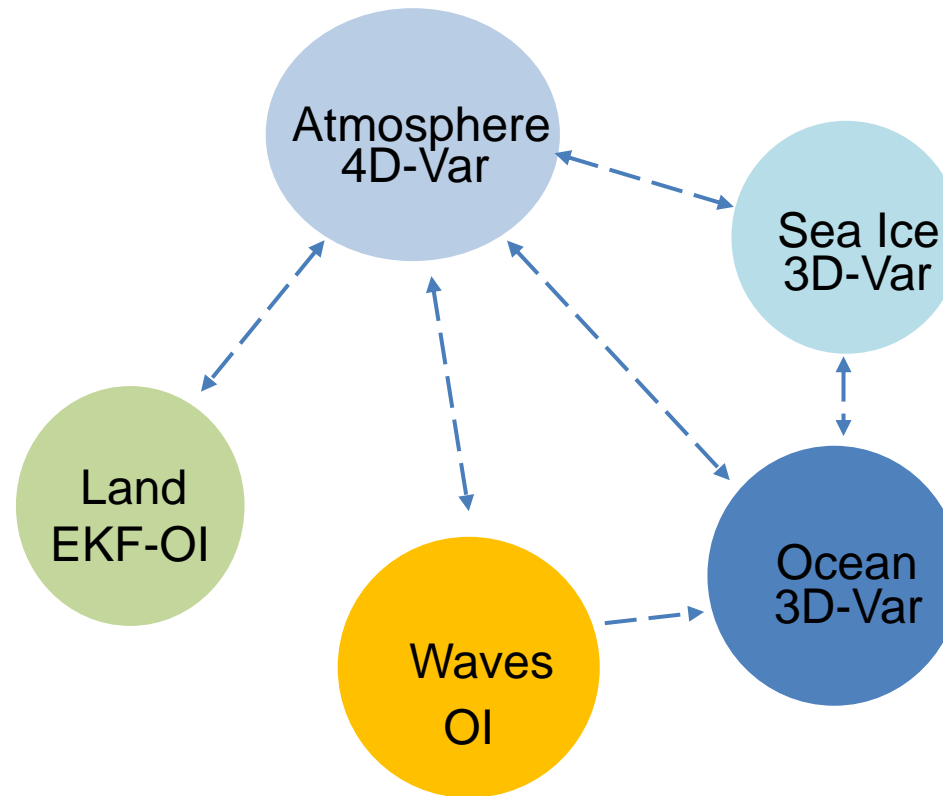 Atmosphere
4D-Var
Sea Ice
3D-Var
Land
EKF-OI
Ocean
3D-Var
Waves
OI